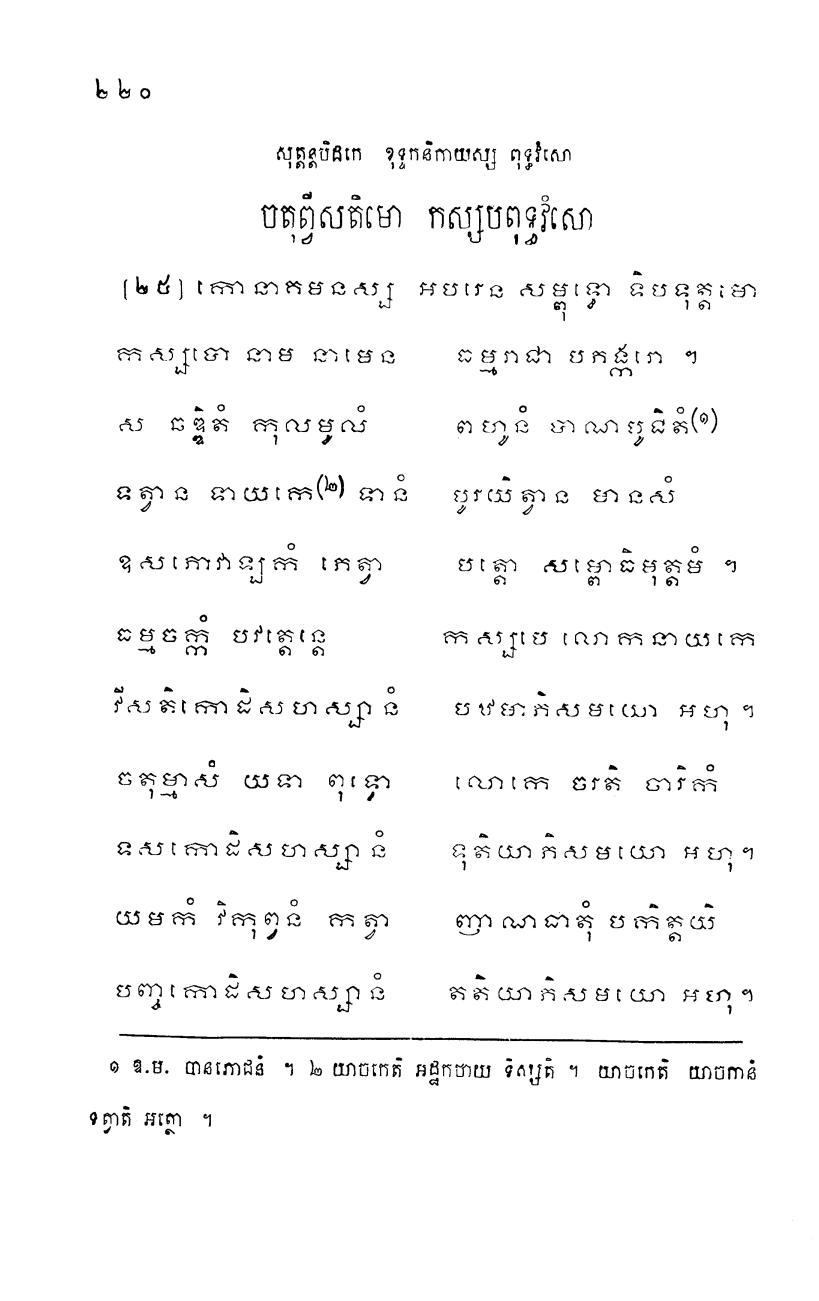 ២២០
សុត្តន្តបិដកេ ខុទ្ទកនិកាយស្ស ពុទ្ធវំសោ
ចតុព្វីសតិមោ កស្សបពុទ្ធវំសោ
[២៥] កោនាគមនស្ស អបរេន សម្ពុទ្ធោ ទិបទុត្តមោ
កស្សបោ នាម នាមេន ធម្មរាជា បភង្ករោ ។
ស ឆឌ្ឌិតំ កុលមូលំ ពហូនំ បាណបូជិតំ(១)
ទត្វាន ទាយកេ(២) ទានំ បូរយិត្វាន មានសំ
ឧសភោវាឡ្បកំ ភេត្វា បត្តោ សម្ពោធិមុត្តមំ ។
ធម្មចក្កំ បវត្តេន្តេ កស្សបេ លោកនាយកេ
វីសតិកោដិសហស្សានំ បឋមាភិសមយោ អហុ ។
ចតុម្មាសំ យទា ពុទ្ធោ លោកេ ចរតិ ចារិកំ
ទសកោដិសហស្សានំ ទុតិយាភិសមយោ អហុ ។
យមកំ វិកុព្វនំ កត្វា ញាណធាតុំ បកិត្តយិ
បញ្ចកោដិសហស្សានំ តតិយាភិសមយោ អហុ ។
១ ឱ.ម. បានភោជនំ ។ ២ យាចកេតិ អដ្ឋកថាយ ទិស្សតិ ។ យាចកេតិ យាចកានំ
ទត្វាតិ អត្ថោ ។